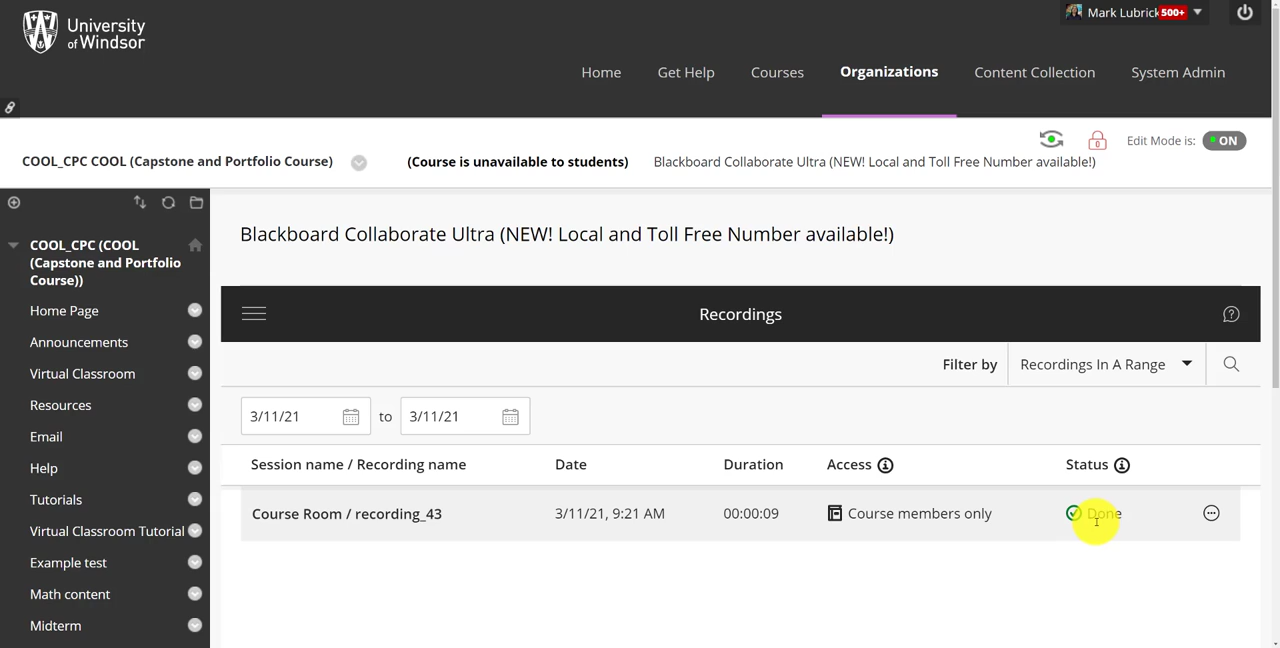 University
of Windsor
Mark Lubrick 500+
Home
Get Help
Courses
Organizations
Content Collection
System Admin
COOL_CPC COOL (Capstone and Portfolio Course)
(Course is unavailable to students)
Blackboard Collaborate Ultra (NEW! Local and Toll Free Number available!)
Edit Mode is: ON
COOL_CPC (COOL
(Capstone and Portfolio
Course))
Home Page
Announcements
Virtual Classroom
Resources
Email
Help
Tutorials
Virtual Classroom Tutorial
Example test
Math content
Midterm
Blackboard Collaborate Ultra (NEW! Local and Toll Free Number available!)
Recordings
Filter by Recordings In A Range
3/11/21 to 3/11/21
Session name / Recording name Date Duration Access Status
Course Room / recording_43 3/11/21, 9:21 AM 00:00:09 Course members only Done